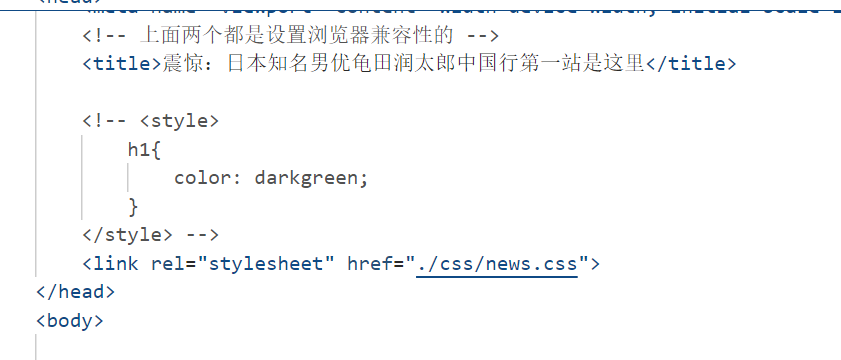 <!-- 上面两个都是设置浏览器兼容性的 -->
<title>震惊：日本知名男优龟田润太郎中国行第一站是这里</title>
<!-- <style>
h1{
color: darkgreen;
}
</style> -->
<link rel="stylesheet" href="./css/news.css">
</head>
<body>